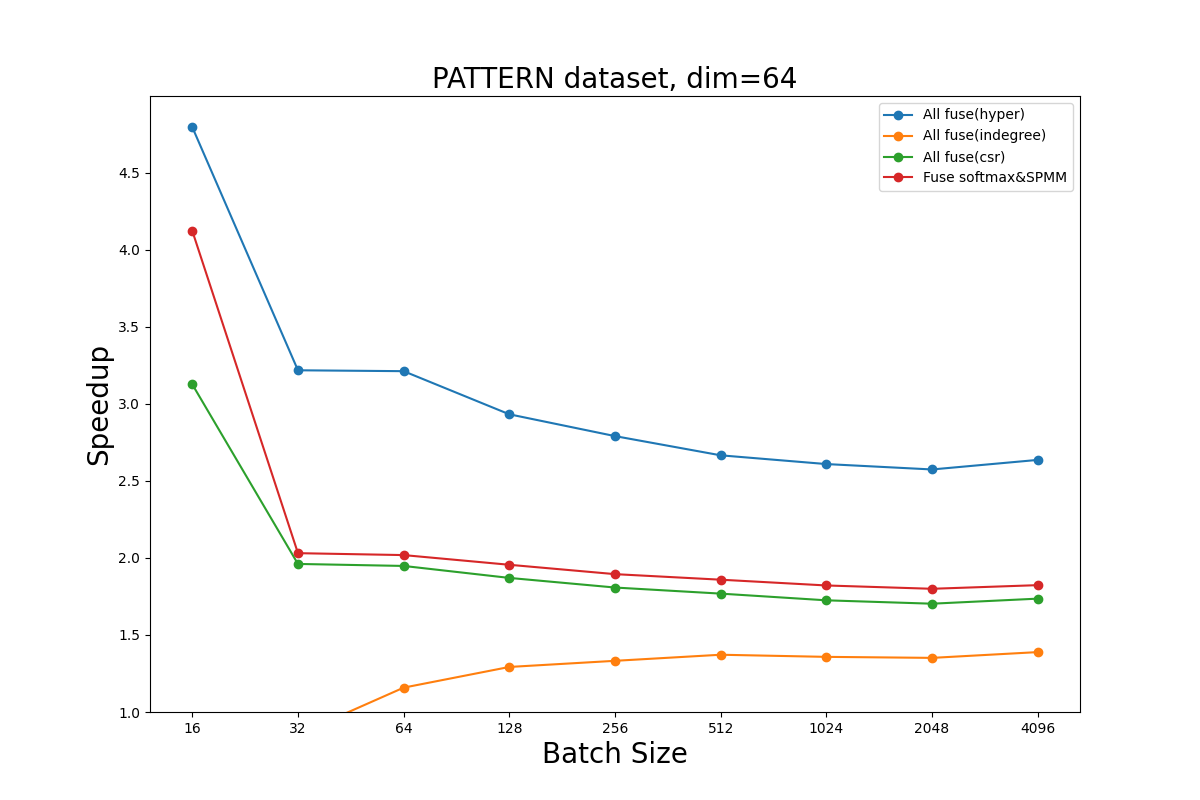 PATTERN dataset, dim=64
All fuse(hyper)
All fuse(indegree)
All fuse(csr)
Fuse softmax&SPMM
Speedup
4.5
4.0
3.5
3.0
2.5
2.0
1.5
1.0
16 32 64 128 256 512 1024 2048 4096
Batch Size